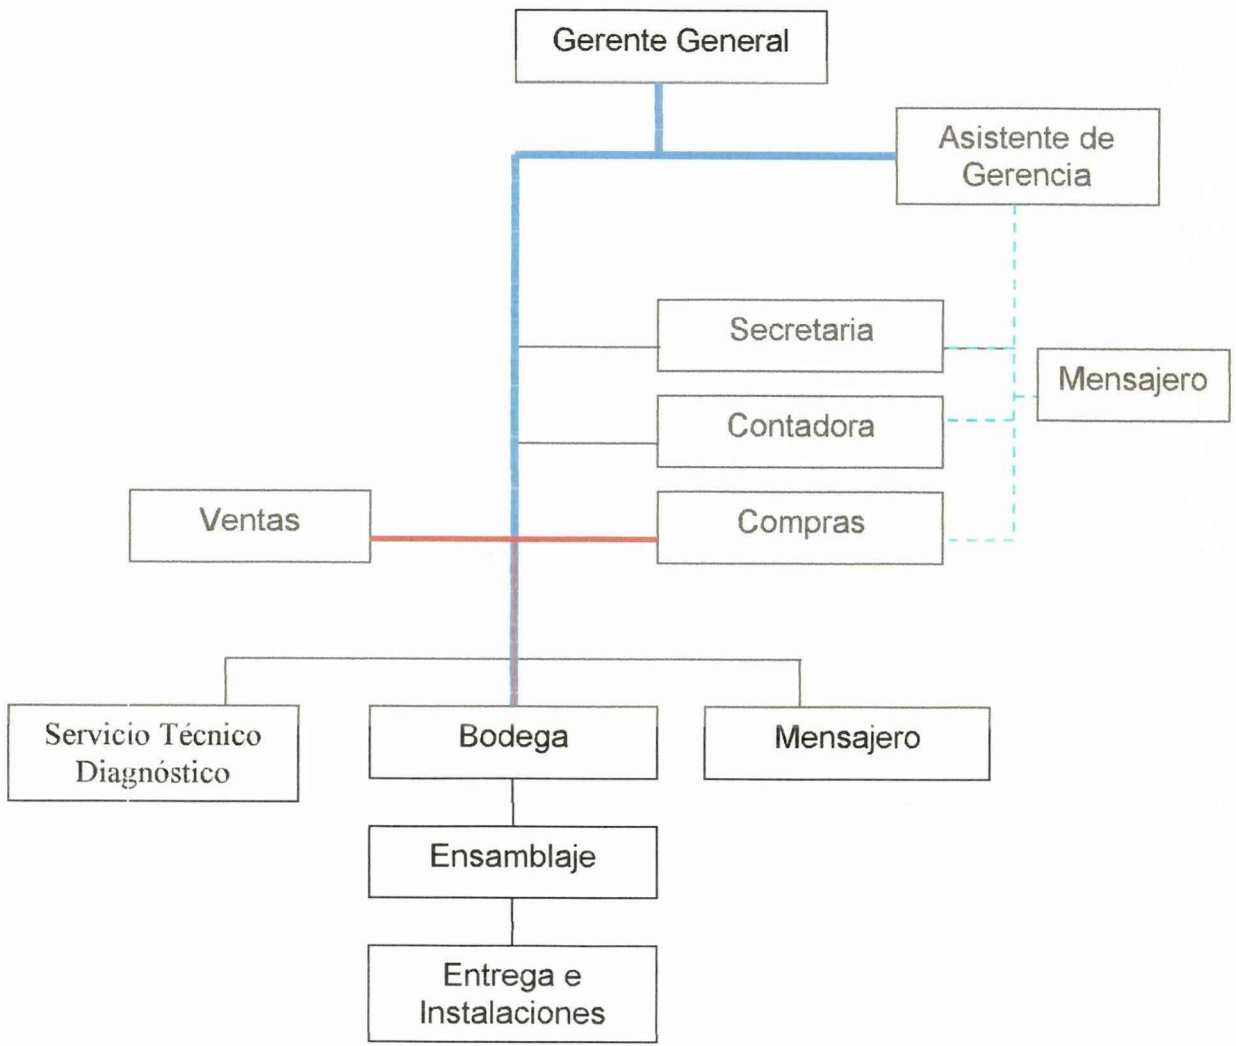 Gerente General
Asistente de
Gerencia
Secretaria
Mensajero
Contadora
Ventas
Compras
Servicio Técnico
Diagnóstico
Bodega
Mensajero
Ensamblaje
Entrega e
Instalaciones